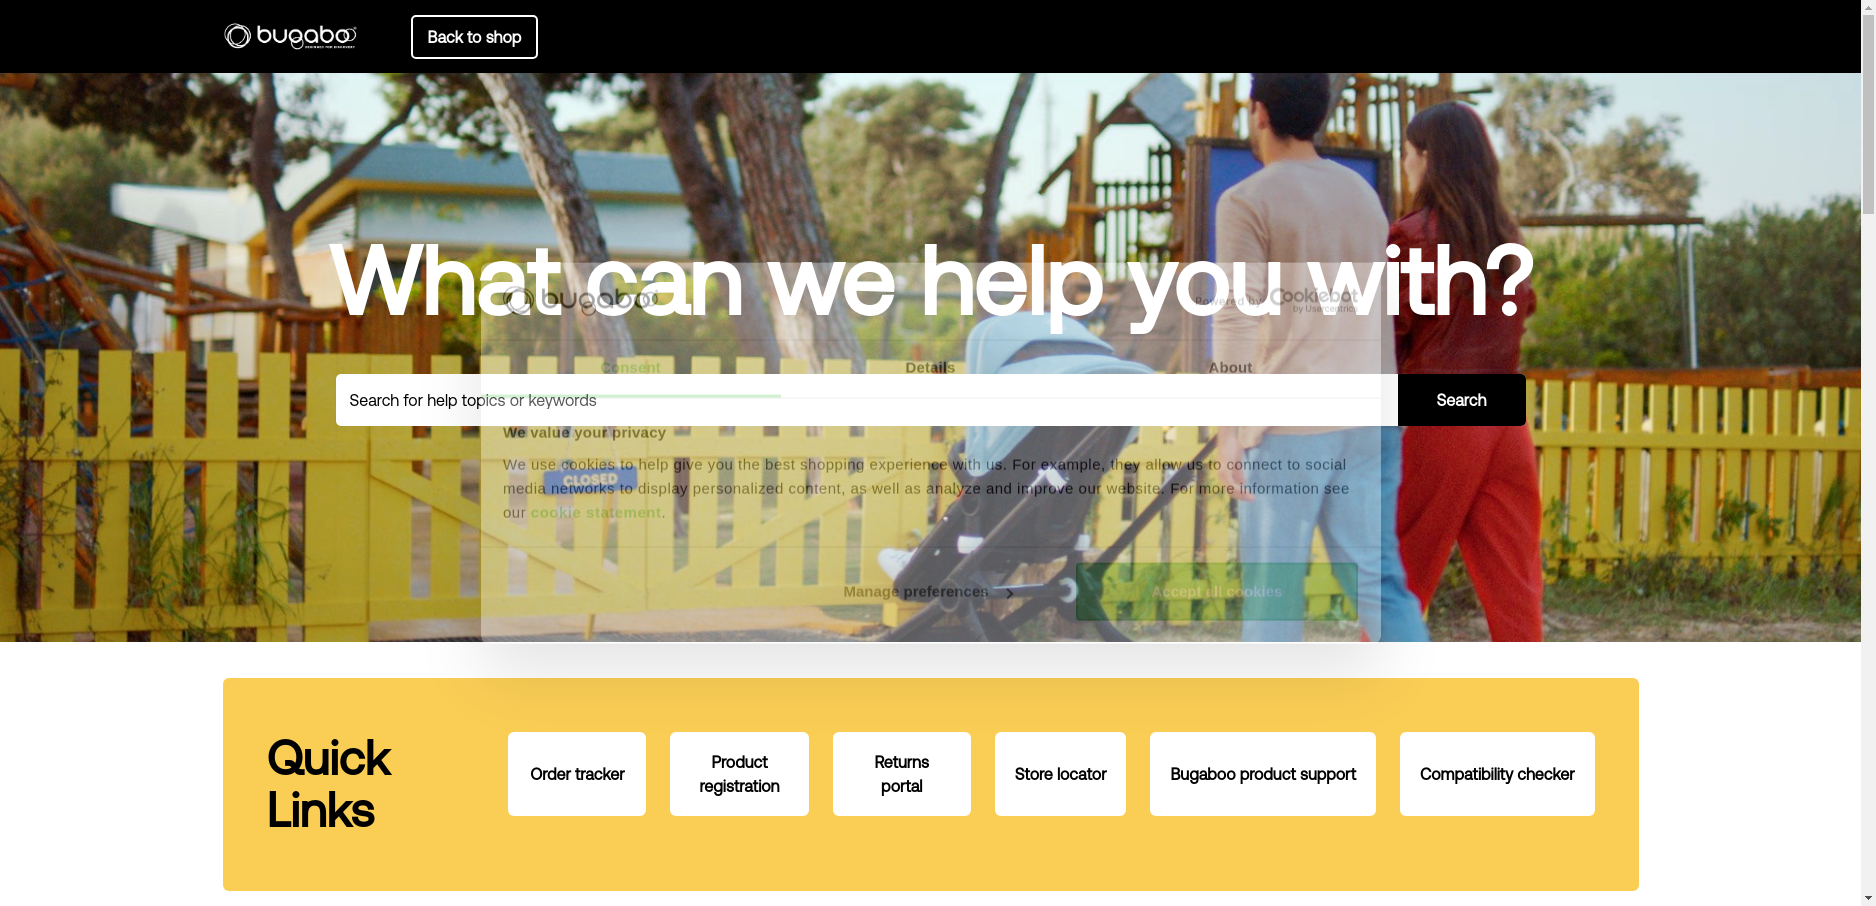 bugaboo
DESIGNED FOR DISCOVERY
Back to shop
What can we help you with?
bugaboo
Powered by Cookiebot
by Usercentrics
Consent
Details
About
Search for help topics or keywords
Search
We value your privacy
We use cookies to help give you the best shopping experience with us. For example, they allow us to connect to social
media networks to display personalized content, as well as analyze and improve our website. For more information see
our cookie statement.
CLOSED
Manage preferences
Accept all cookies
Quick
Links
Order tracker
Product
registration
Returns
portal
Store locator
Bugaboo product support
Compatibility checker